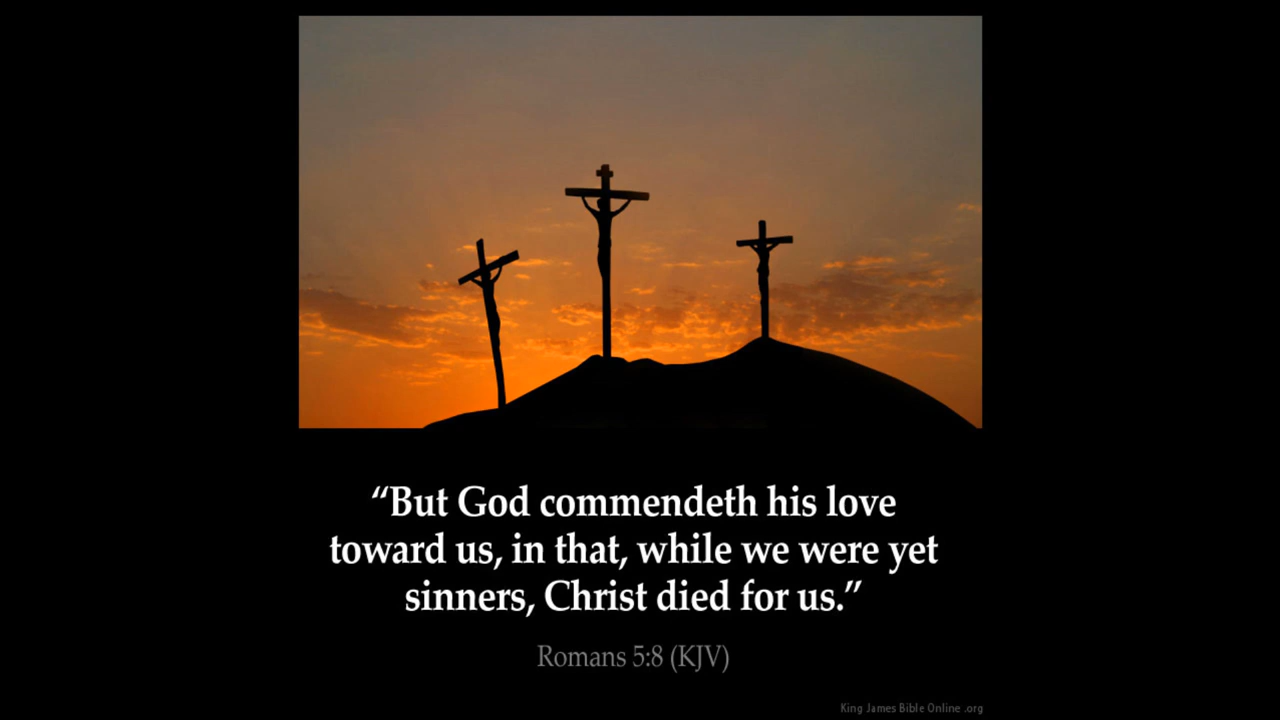 “But God commendeth his love
toward us, in that, while we were yet
sinners, Christ died for us.”
Romans 5:8 (KJV)
King James Bible Online .org